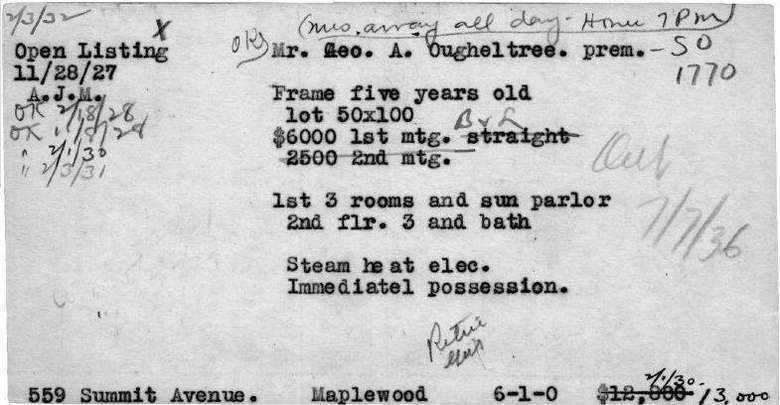 2/3/32
X
(mrs. away all day - Home 7 PM)
Open Listing
OK) Mr. Geo. A. Ougheltree. prem. - SO
1770
11/28/27
A.J.M.
OK 2/18/28
OK 11/8/28
" 2/1/30
" 2/3/31
Frame five years old
lot 50x100
B & L
$6000 1st mtg. straight
2500 2nd mtg.
Out
7/7/36
1st 3 rooms and sun parlor
2nd flr. 3 and bath
Steam heat elec.
Immediatel possession.
2/1/30.
559 Summit Avenue. Maplewood 6-1-0 $12,800 13,000